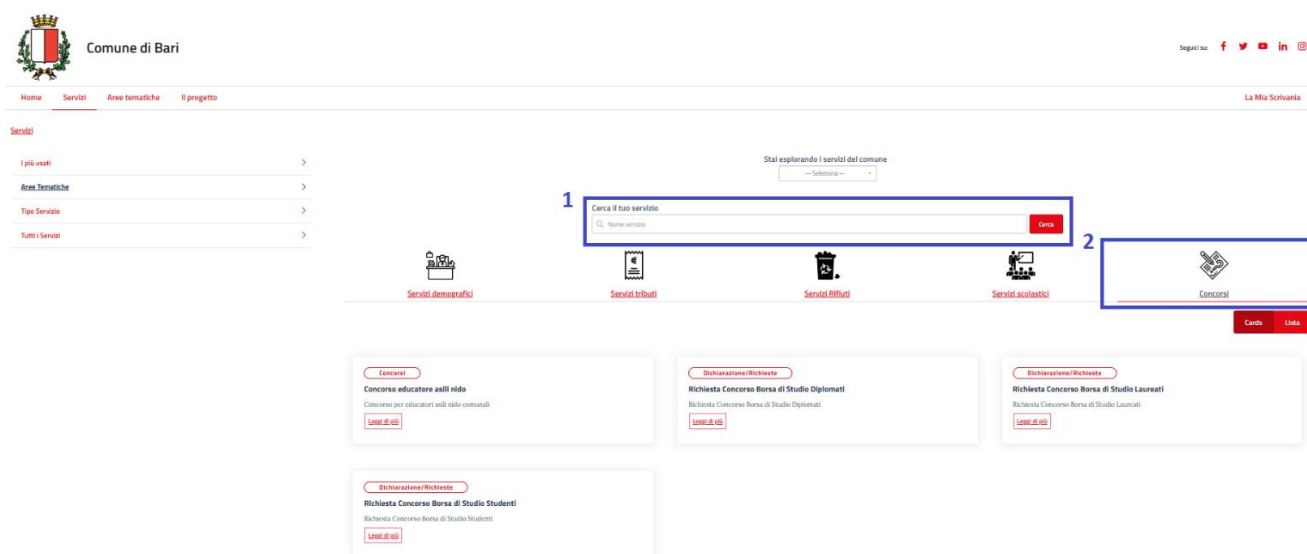 Comune di Bari
Seguici su:
Home Servizi Aree tematiche Il progetto
La Mia Scrivania
Servizi
I più usati
Aree Tematiche
Tipo Servizio
Tutti i Servizi
Stai esplorando i servizi del comune
-- Seleziona --
1
Cerca il tuo servizio
Nome servizio
Cerca
2
Servizi demografici
Servizi tributi
Servizi Rifiuti
Servizi scolastici
Concorsi
Cards Lista
Concorsi
Concorso educatore asili nido
Concorso per educatori asili nido comunali
Leggi di più
Dichiarazione/Richieste
Richiesta Concorso Borsa di Studio Diplomati
Richiesta Concorso Borsa di Studio Diplomati
Leggi di più
Dichiarazione/Richieste
Richiesta Concorso Borsa di Studio Laureati
Richiesta Concorso Borsa di Studio Laureati
Leggi di più
Dichiarazione/Richieste
Richiesta Concorso Borsa di Studio Studenti
Richiesta Concorso Borsa di Studio Studenti
Leggi di più